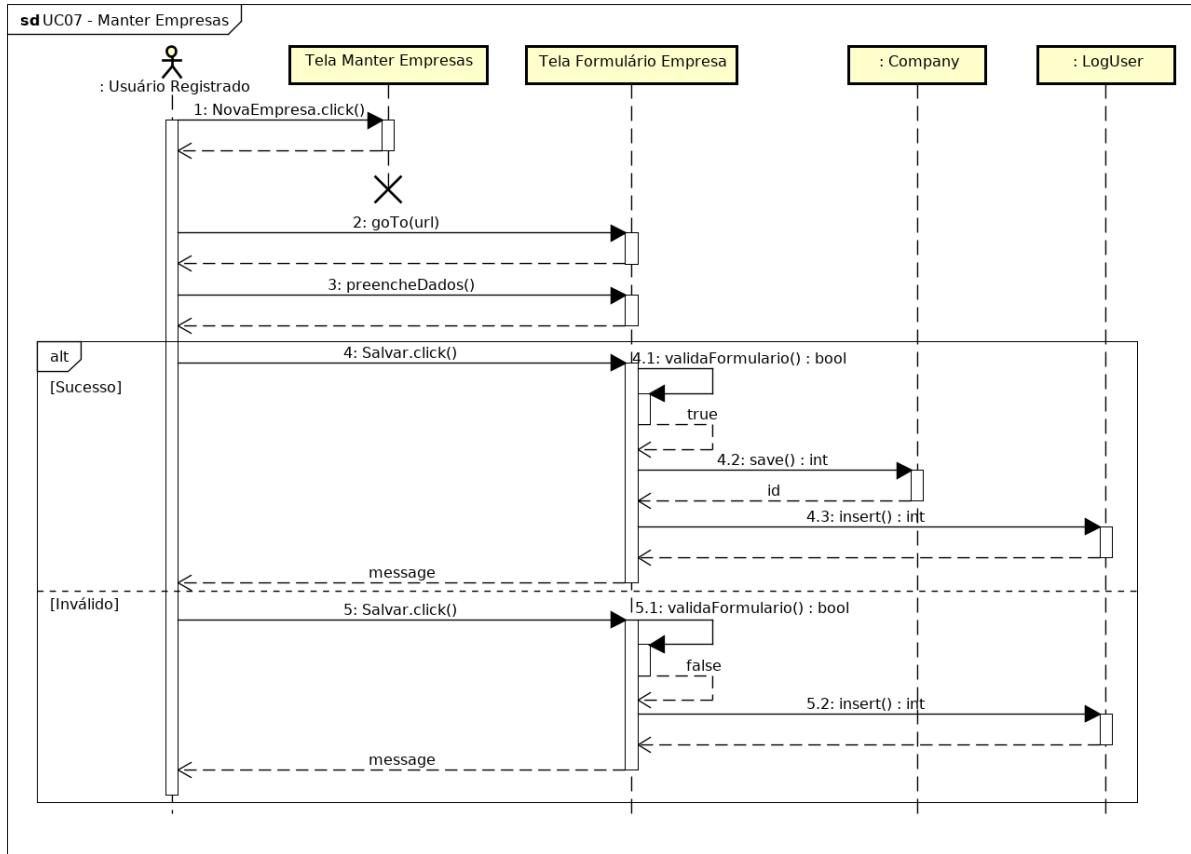 sd UC07 - Manter Empresas
: Usuário Registrado
Tela Manter Empresas
Tela Formulário Empresa
: Company
: LogUser
1: NovaEmpresa.click()
2: goTo(url)
3: preencheDados()
alt
4: Salvar.click()
4.1: validaFormulario() : bool
[Sucesso]
true
4.2: save() : int
id
4.3: insert() : int
message
[Inválido]
5: Salvar.click()
5.1: validaFormulario() : bool
false
5.2: insert() : int
message